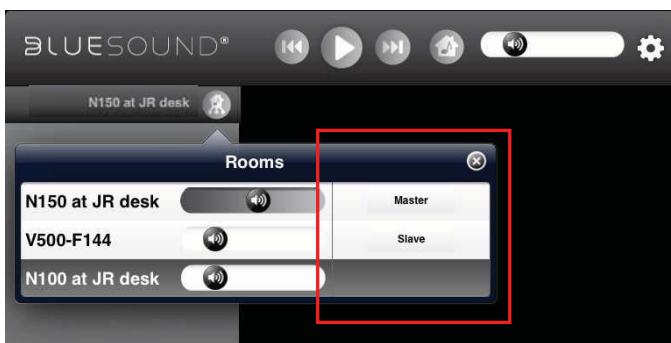 BLUESOUND®
N150 at JR desk
Rooms
N150 at JR desk Master
V500-F144 Slave
N100 at JR desk